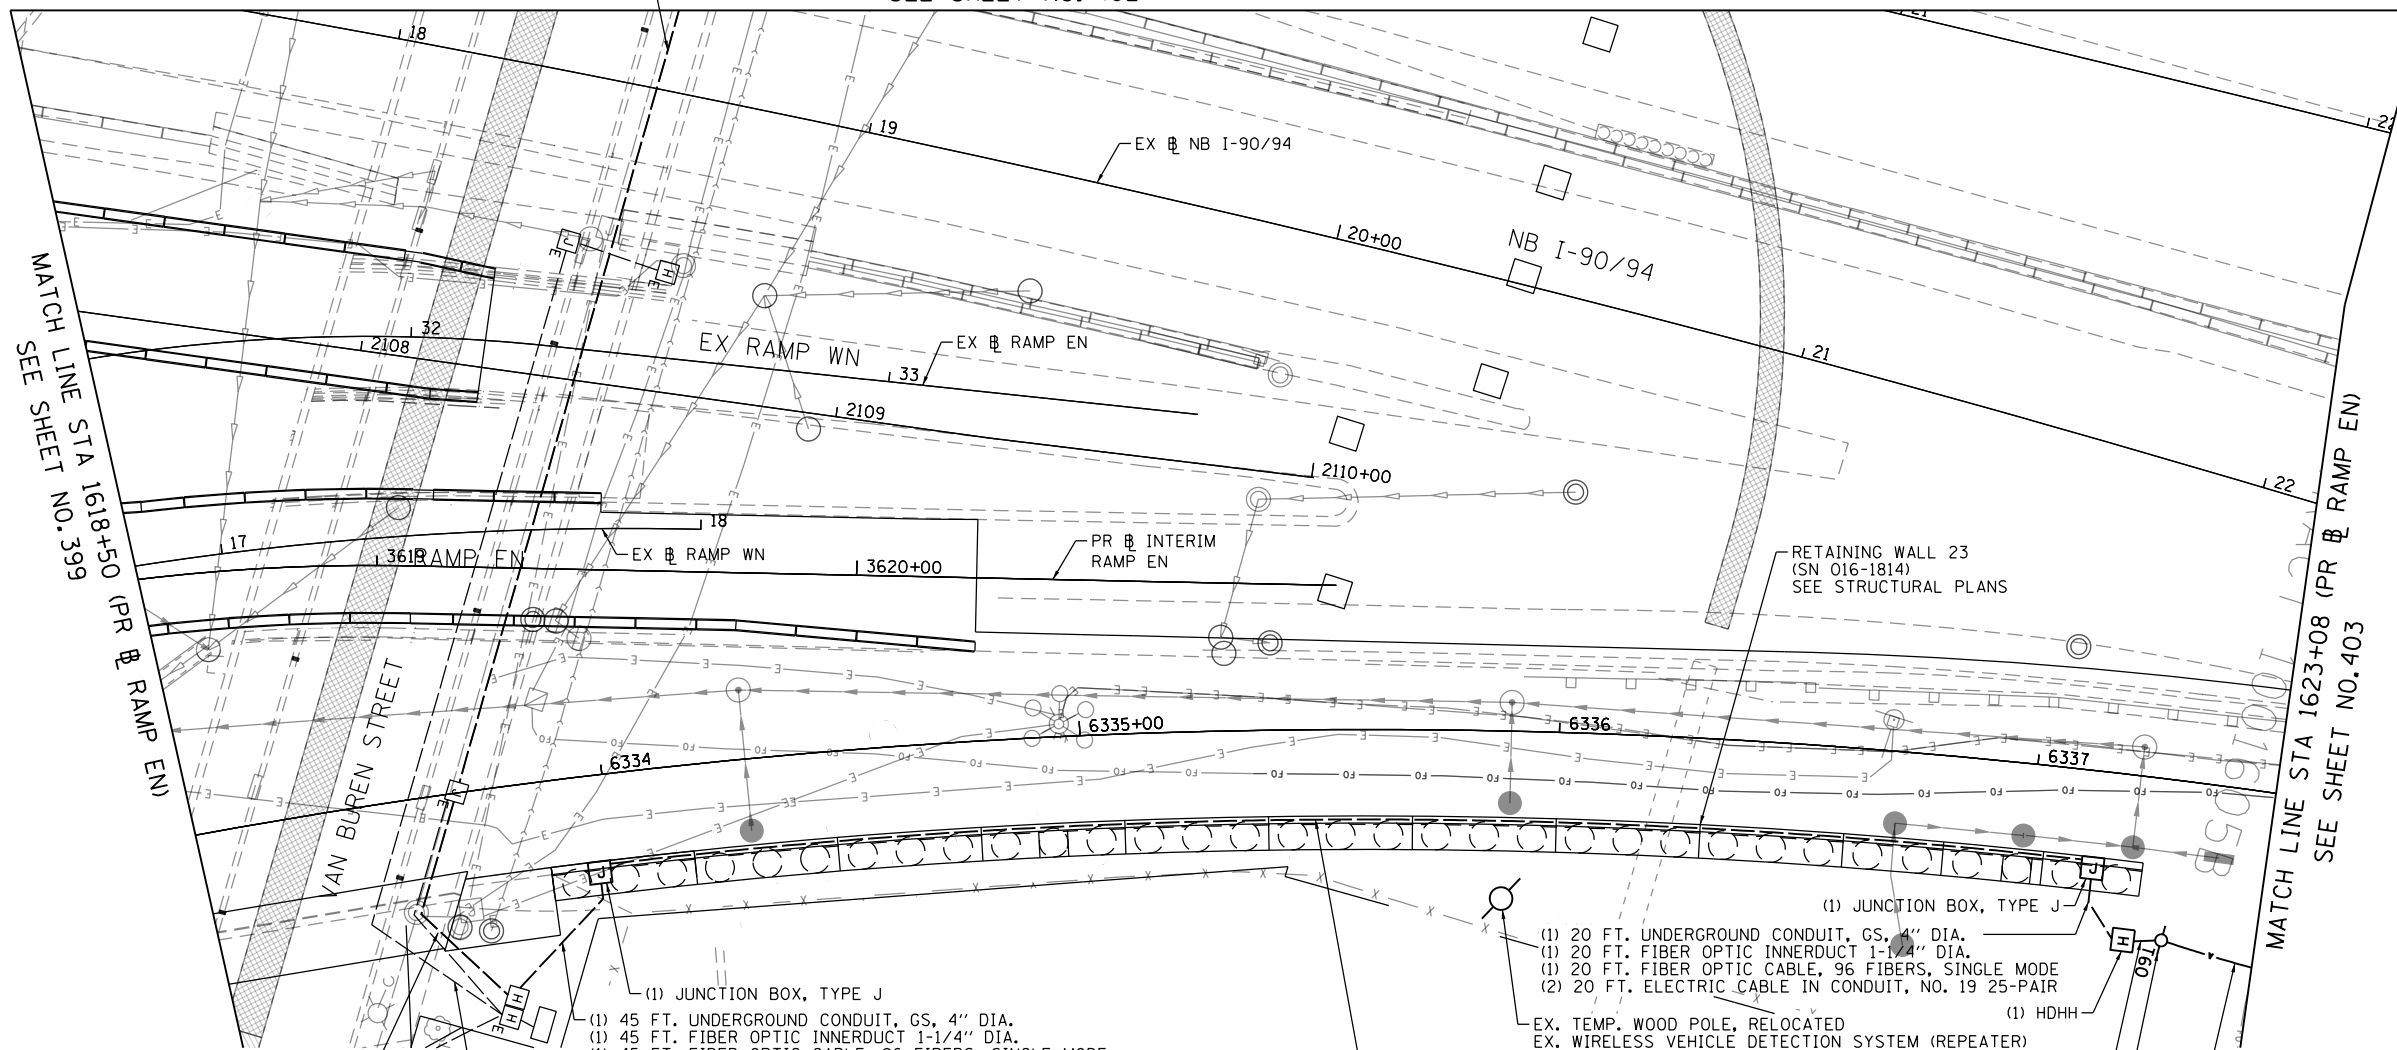 18
19
EX ℄ NB I-90/94
20+00
NB I-90/94
21
22
MATCH LINE STA 1618+50 (PR ℄ RAMP EN)
SEE SHEET NO. 399
32
2108
EX RAMP WN
EX ℄ RAMP EN
33
2109
2110+00
17
18
3619
RAMP EN
EX ℄ RAMP WN
3620+00
PR ℄ INTERIM
RAMP EN
RETAINING WALL 23
(SN 016-1814)
SEE STRUCTURAL PLANS
MATCH LINE STA 1623+08 (PR ℄ RAMP EN)
SEE SHEET NO. 403
VAN BUREN STREET
6334
6335+00
6336
6337
(1) JUNCTION BOX, TYPE J
(1) 20 FT. UNDERGROUND CONDUIT, GS, 4" DIA.
(1) 20 FT. FIBER OPTIC INNERDUCT 1-1/4" DIA.
(1) 20 FT. FIBER OPTIC CABLE, 96 FIBERS, SINGLE MODE
(2) 20 FT. ELECTRIC CABLE IN CONDUIT, NO. 19 25-PAIR
(1) HDHH
T60
EX. TEMP. WOOD POLE, RELOCATED
EX. WIRELESS VEHICLE DETECTION SYSTEM (REPEATER)
(1) JUNCTION BOX, TYPE J
(1) 45 FT. UNDERGROUND CONDUIT, GS, 4" DIA.
(1) 45 FT. FIBER OPTIC INNERDUCT 1-1/4" DIA.